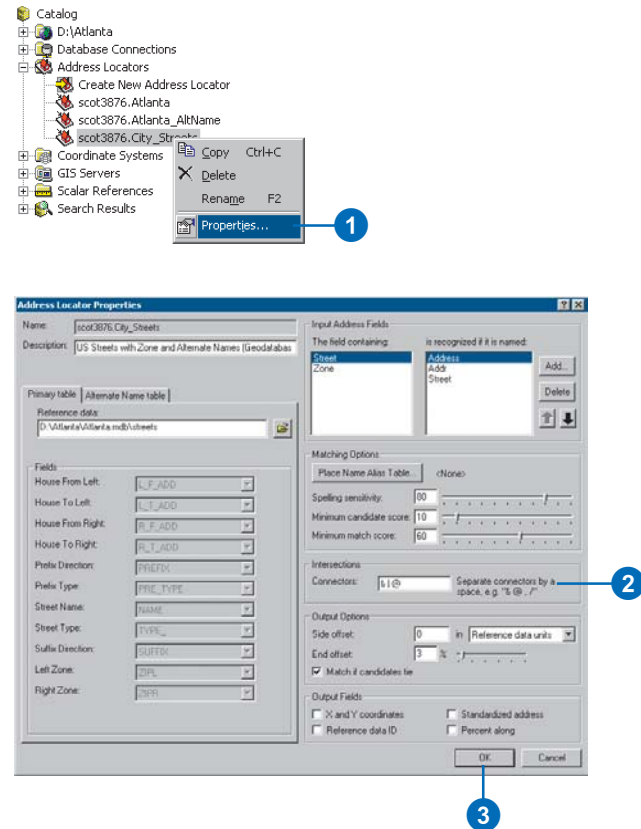 Catalog
D:\Atlanta
Database Connections
Address Locators
Create New Address Locator
scot3876.Atlanta
scot3876.Atlanta_AltName
scot3876.City_Streets
Coordinate Systems
GIS Servers
Scalar References
Search Results
Copy Ctrl+C
Delete
Rename F2
Properties...
1
Address Locator Properties
Name: scot3876.City_Streets
Description: US Streets with Zone and Alternate Names (Geodatabas
Primary table Alternate Name table
Reference data:
D:\Atlanta\Atlanta.mdb\streets
Fields
House From Left: L_F_ADD
House To Left: L_T_ADD
House From Right: R_F_ADD
House To Right: R_T_ADD
Prefix Direction: PREFIX
Prefix Type: PRE_TYPE
Street Name: NAME
Street Type: TYPE_
Suffix Direction: SUFFIX
Left Zone: ZIPL
Right Zone: ZIPR
Input Address Fields
The field containing: is recognized if it is named:
Street
Zone
Address
Addr
Street
Add...
Delete
Matching Options
Place Name Alias Table... <None>
Spelling sensitivity: 80
Minimum candidate score: 10
Minimum match score: 60
Intersections
Connectors: & | @ Separate connectors by a
space, e.g. "& @ , /"
2
Output Options
Side offset: 0 in Reference data units
End offset: 3 %
Match if candidates tie
Output Fields
X and Y coordinates Standardized address
Reference data ID Percent along
OK Cancel
3